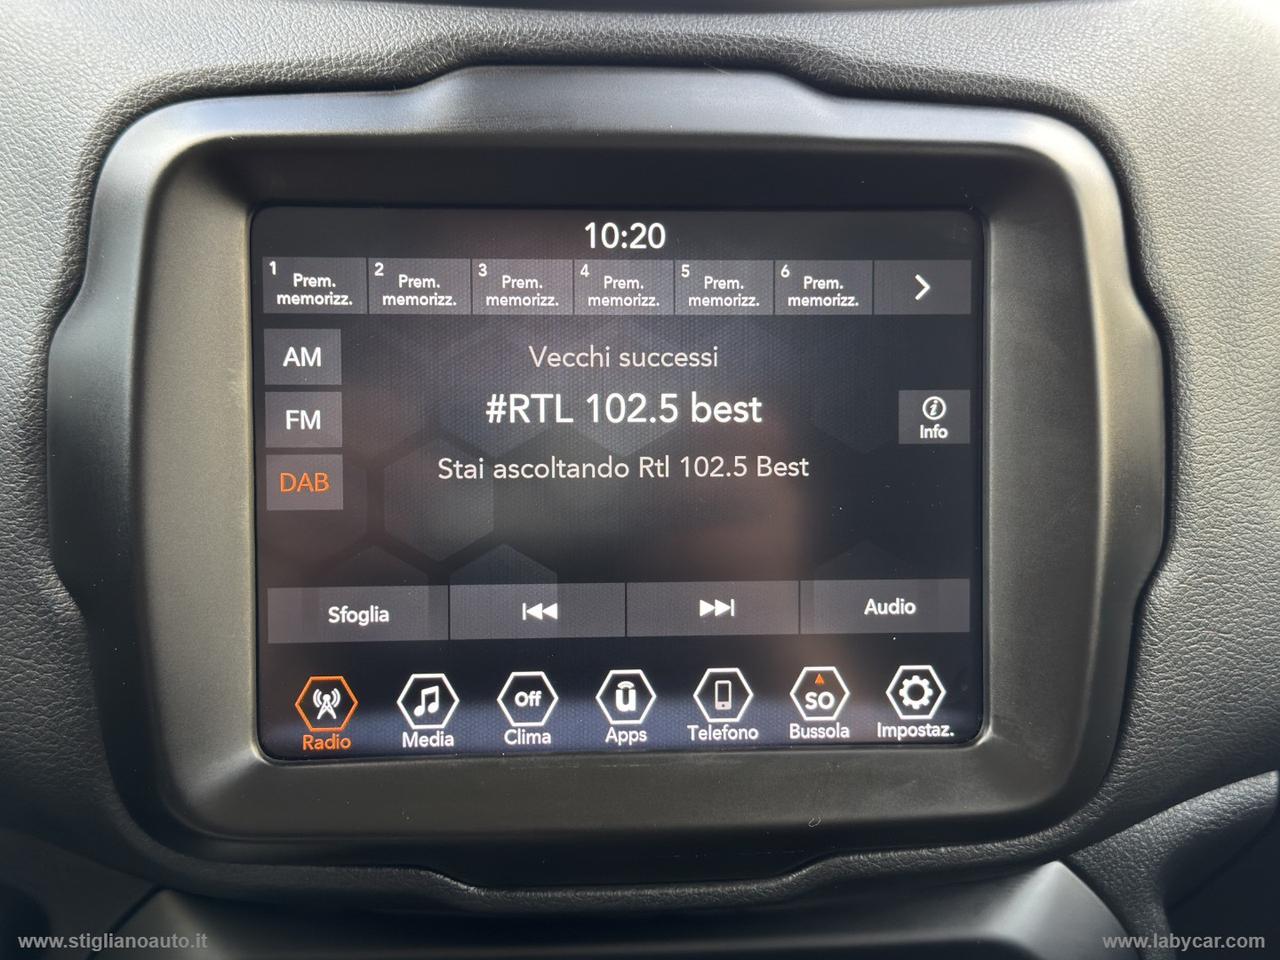 10:20
1 Prem. memorizz.
2 Prem. memorizz.
3 Prem. memorizz.
4 Prem. memorizz.
5 Prem. memorizz.
6 Prem. memorizz.
AM
Vecchi successi
FM
#RTL 102.5 best
Info
DAB
Stai ascoltando Rtl 102.5 Best
Sfoglia
Audio
Off
SO
Radio
Media
Clima
Apps
Telefono
Bussola
Impostaz.
www.stiglianoauto.it
www.labycar.com